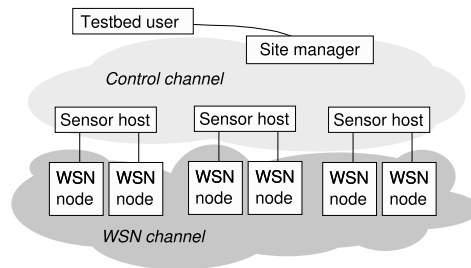 Testbed user
Site manager
Control channel
Sensor host
Sensor host
Sensor host
WSN
node
WSN
node
WSN
node
WSN
node
WSN
node
WSN
node
WSN channel